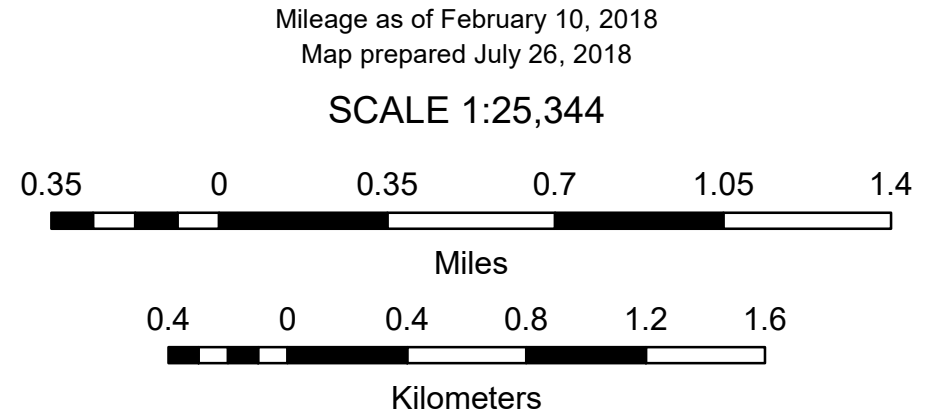 Mileage as of February 10, 2018
Map prepared July 26, 2018
SCALE 1:25,344
0.35 0 0.35 0.7 1.05 1.4
Miles
0.4 0 0.4 0.8 1.2 1.6
Kilometers